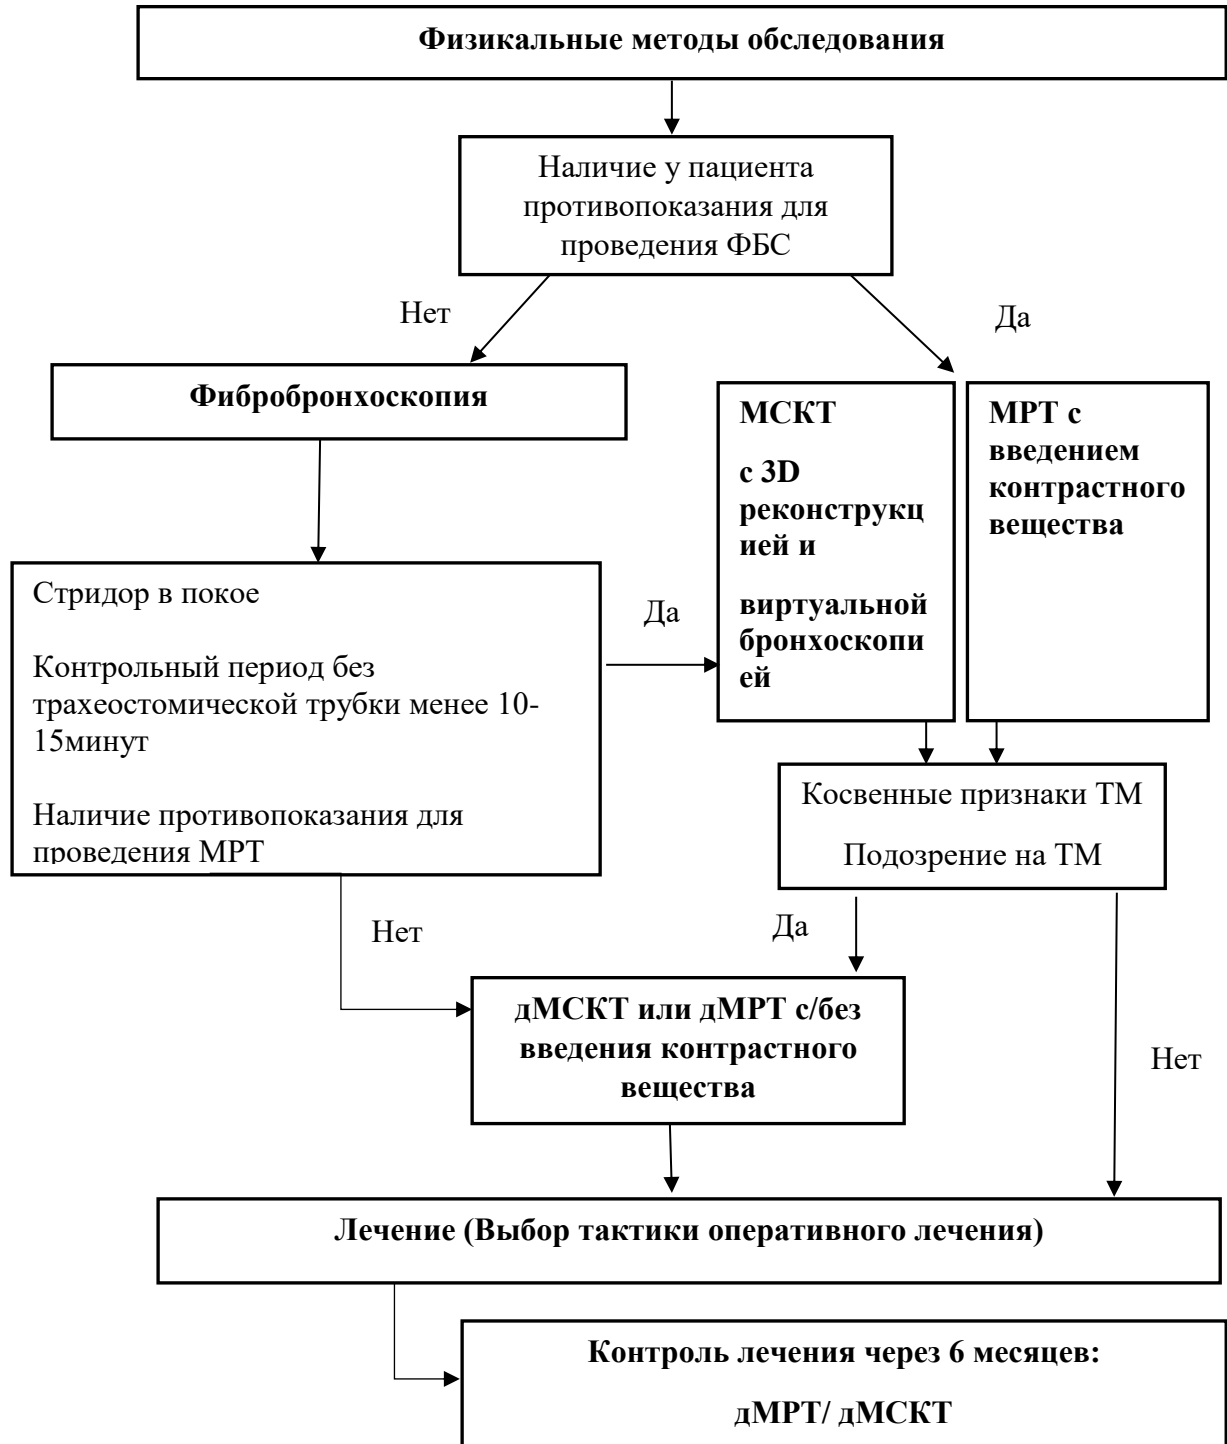 Физикальные методы обследования
Наличие у пациента
противопоказания для
проведения ФБС
Нет
Да
Фибробронхоскопия
МСКТ
с 3D
реконструкц
ией и
виртуальной
бронхоскопи
ей
МРТ с
введением
контрастного
вещества
Стридор в покое
Контрольный период без
трахеостомической трубки менее 10-
15минут
Наличие противопоказания для
проведения МРТ
Да
Косвенные признаки ТМ
Подозрение на ТМ
Нет
Да
дМСКТ или дМРТ с/без
введения контрастного
вещества
Нет
Лечение (Выбор тактики оперативного лечения)
Контроль лечения через 6 месяцев:
дМРТ/ дМСКТ